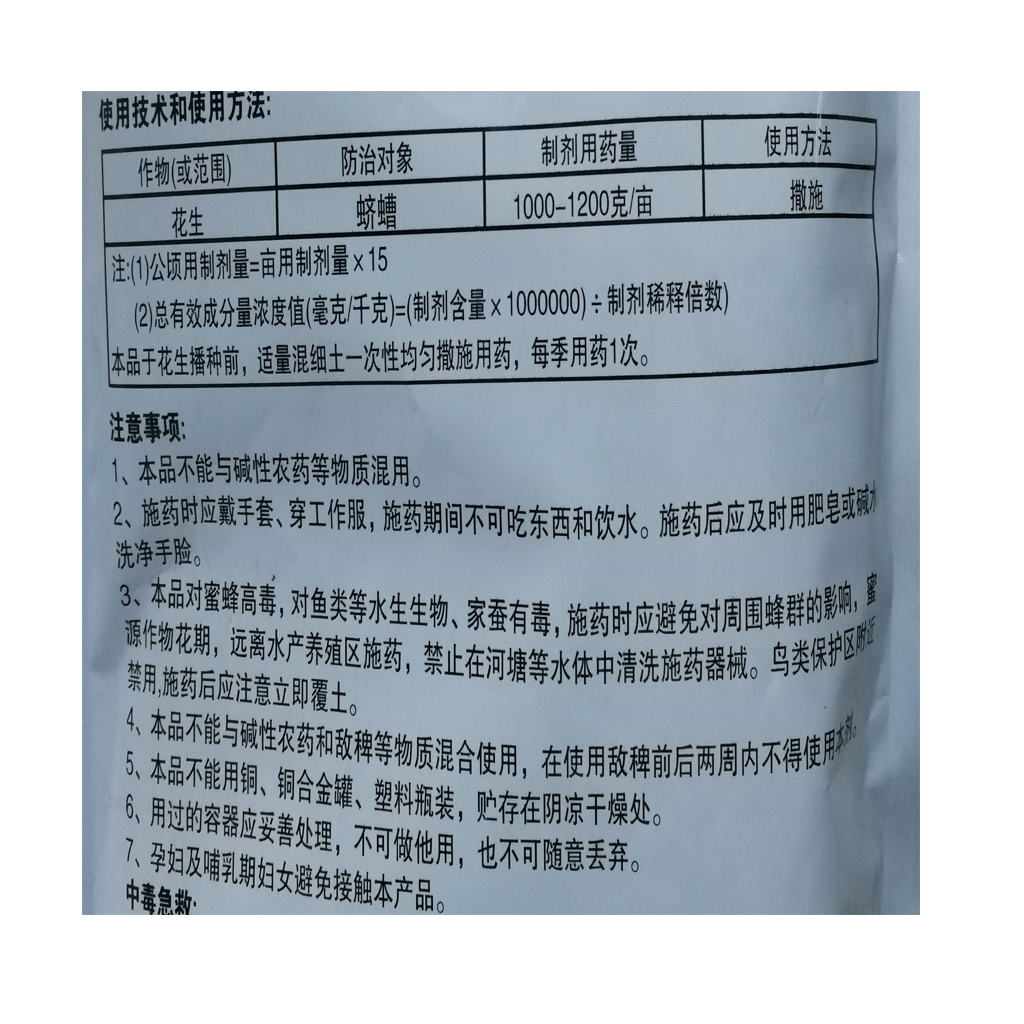 使用技术和使用方法:
作物(或范围) 防治对象 制剂用药量 使用方法
花生 蛴螬 1000-1200克/亩 撒施
注:(1)公顷用制剂量=亩用制剂量×15
(2)总有效成分量浓度值(毫克/千克)=(制剂含量×1000000)÷制剂稀释倍数)
本品于花生播种前，适量混细土一次性均匀撒施用药，每季用药1次。
注意事项:
1、本品不能与碱性农药等物质混用。
2、施药时应戴手套、穿工作服，施药期间不可吃东西和饮水。施药后应及时用肥皂或碱水
洗净手脸。
3、本品对蜜蜂高毒，对鱼类等水生生物、家蚕有毒，施药时应避免对周围蜂群的影响，蜜
源作物花期，远离水产养殖区施药，禁止在河塘等水体中清洗施药器械。鸟类保护区附近
禁用,施药后应注意立即覆土。
4、本品不能与碱性农药和敌稗等物质混合使用，在使用敌稗前后两周内不得使用本剂。
5、本品不能用铜、铜合金罐、塑料瓶装，贮存在阴凉干燥处。
6、用过的容器应妥善处理，不可做他用，也不可随意丢弃。
7、孕妇及哺乳期妇女避免接触本产品。
中毒急救: